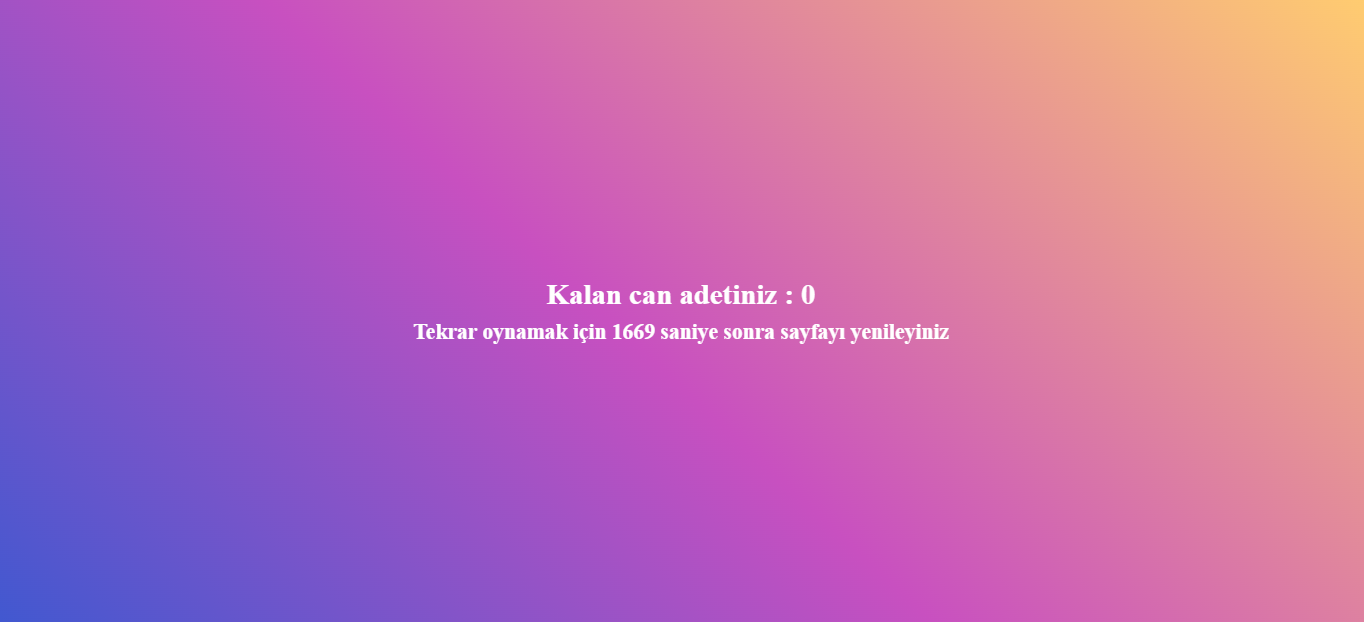 Kalan can adetiniz : 0
Tekrar oynamak için 1669 saniye sonra sayfayı yenileyiniz